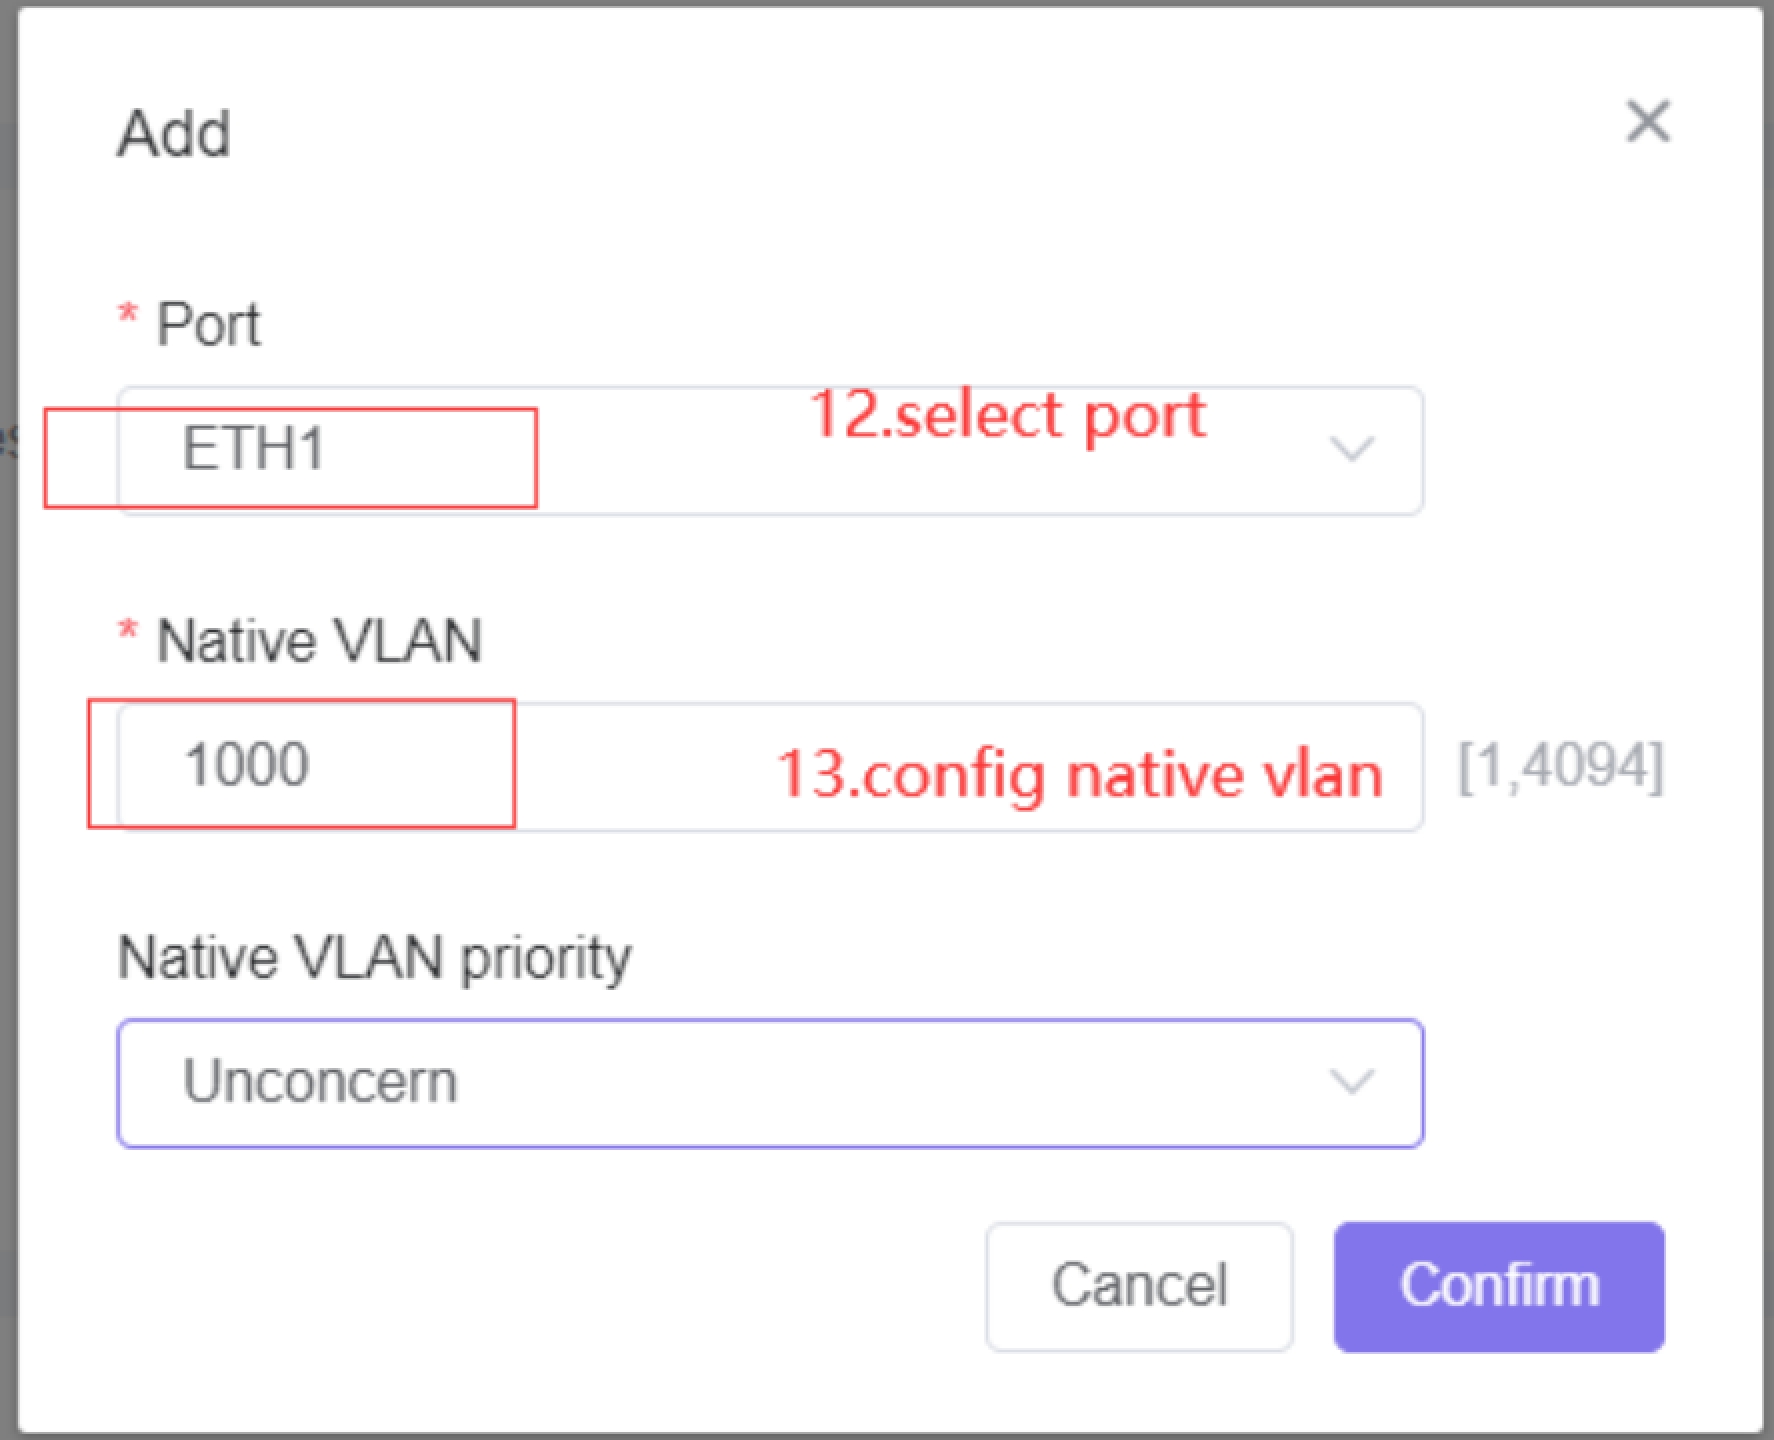 Add
* Port
12.select port
ETH1
* Native VLAN
1000
13.config native vlan
[1,4094]
Native VLAN priority
Unconcern
Cancel
Confirm